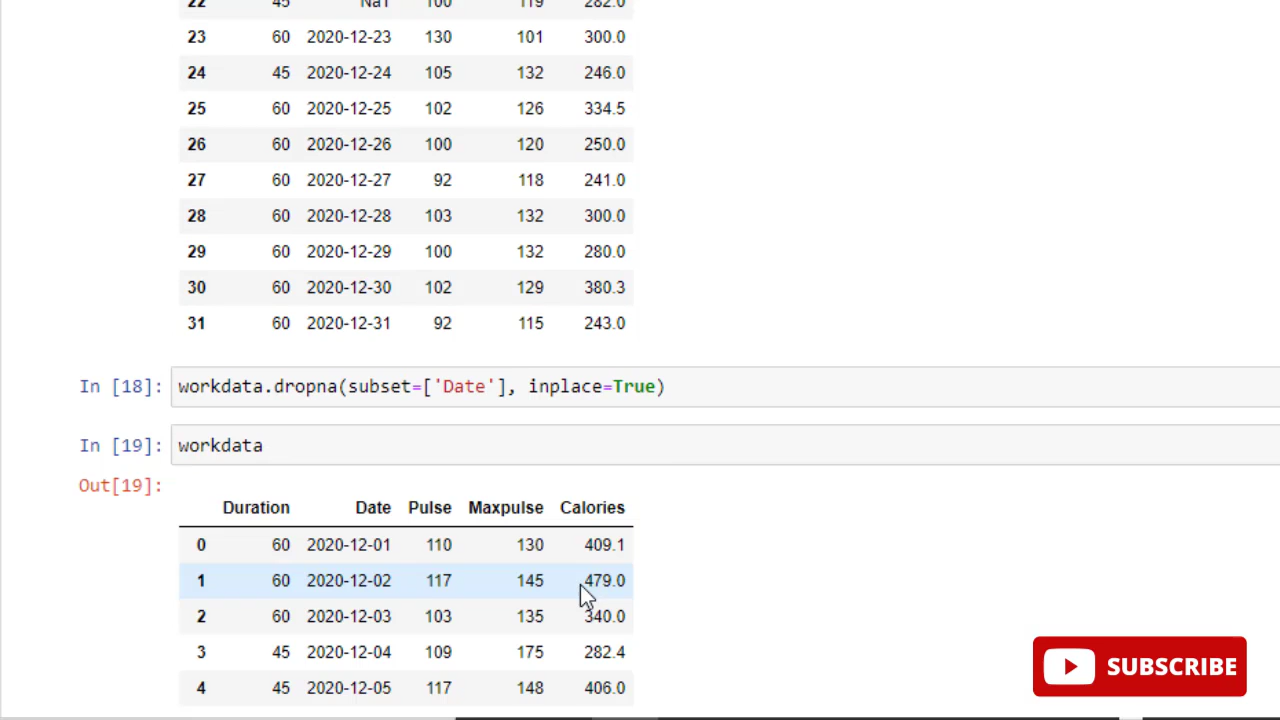 22 45 NaT 100 119 282.0
23 60 2020-12-23 130 101 300.0
24 45 2020-12-24 105 132 246.0
25 60 2020-12-25 102 126 334.5
26 60 2020-12-26 100 120 250.0
27 60 2020-12-27 92 118 241.0
28 60 2020-12-28 103 132 300.0
29 60 2020-12-29 100 132 280.0
30 60 2020-12-30 102 129 380.3
31 60 2020-12-31 92 115 243.0
In [18]: workdata.dropna(subset=['Date'], inplace=True)
In [19]: workdata
Out[19]:
Duration Date Pulse Maxpulse Calories
0 60 2020-12-01 110 130 409.1
1 60 2020-12-02 117 145 479.0
2 60 2020-12-03 103 135 340.0
3 45 2020-12-04 109 175 282.4
4 45 2020-12-05 117 148 406.0
SUBSCRIBE